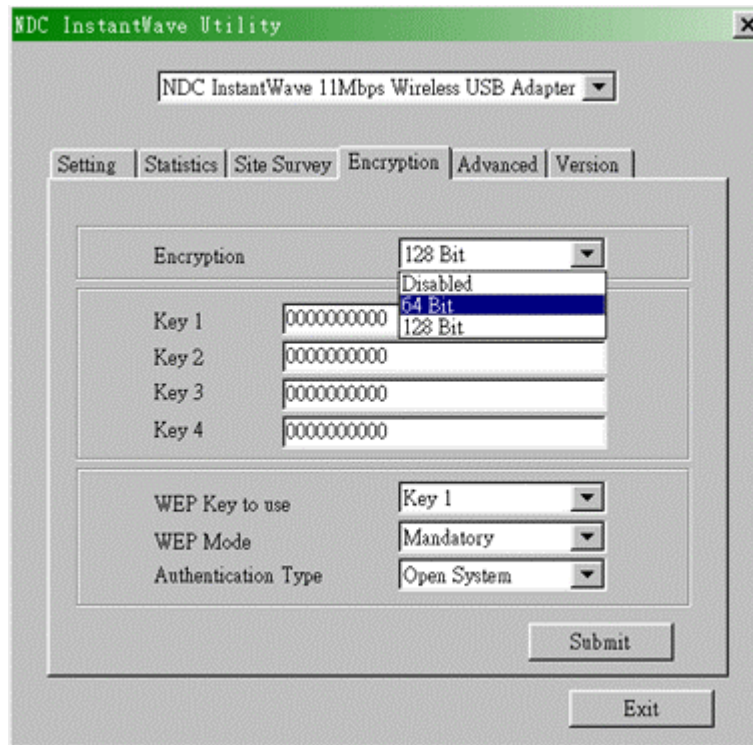 NDC InstantWave Utility
NDC InstantWave 11Mbps Wireless USB Adapter
Setting Statistics Site Survey Encryption Advanced Version
Encryption 128 Bit
Disabled
64 Bit
128 Bit
Key 1 0000000000
Key 2 0000000000
Key 3 0000000000
Key 4 0000000000
WEP Key to use Key 1
WEP Mode Mandatory
Authentication Type Open System
Submit
Exit